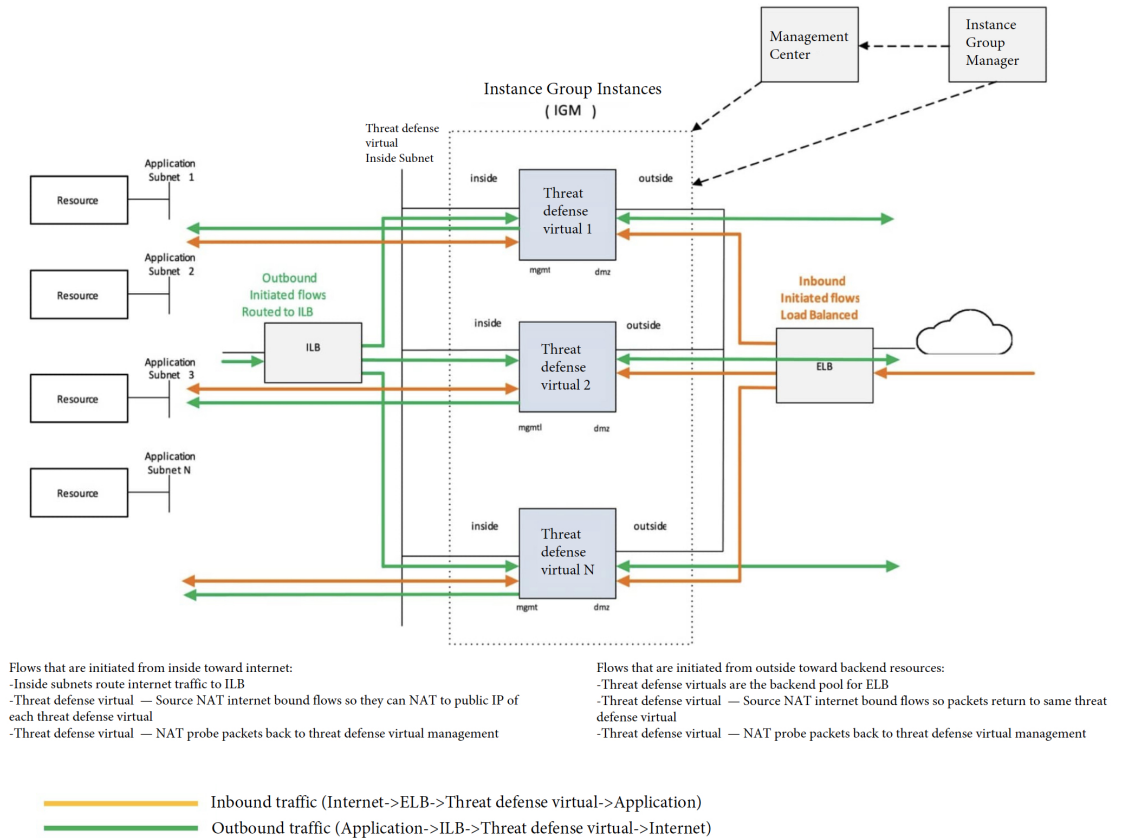 Management
Center
Instance
Group
Manager
Instance Group Instances
( IGM )
Threat defense
virtual
Inside Subnet
Application
Subnet 1
Resource
inside
Threat
defense
virtual 1
outside
mgmt
dmz
Application
Subnet 2
Resource
Outbound
Initiated flows
Routed to ILB
ILB
inside
Threat
defense
virtual 2
outside
mgmtl
dmz
Inbound
Initiated flows
Load Balanced
ELB
Application
Subnet 3
Resource
Application
Subnet N
Resource
inside
Threat
defense
virtual N
outside
mgmt
dmz
Flows that are initiated from inside toward internet:
-Inside subnets route internet traffic to ILB
-Threat defense virtual — Source NAT internet bound flows so they can NAT to public IP of
each threat defense virtual
-Threat defense virtual — NAT probe packets back to threat defense virtual management
Flows that are initiated from outside toward backend resources:
-Threat defense virtuals are the backend pool for ELB
-Threat defense virtual — Source NAT internet bound flows so packets return to same threat
defense virtual
-Threat defense virtual — NAT probe packets back to threat defense virtual management
Inbound traffic (Internet->ELB->Threat defense virtual->Application)
Outbound traffic (Application->ILB->Threat defense virtual->Internet)